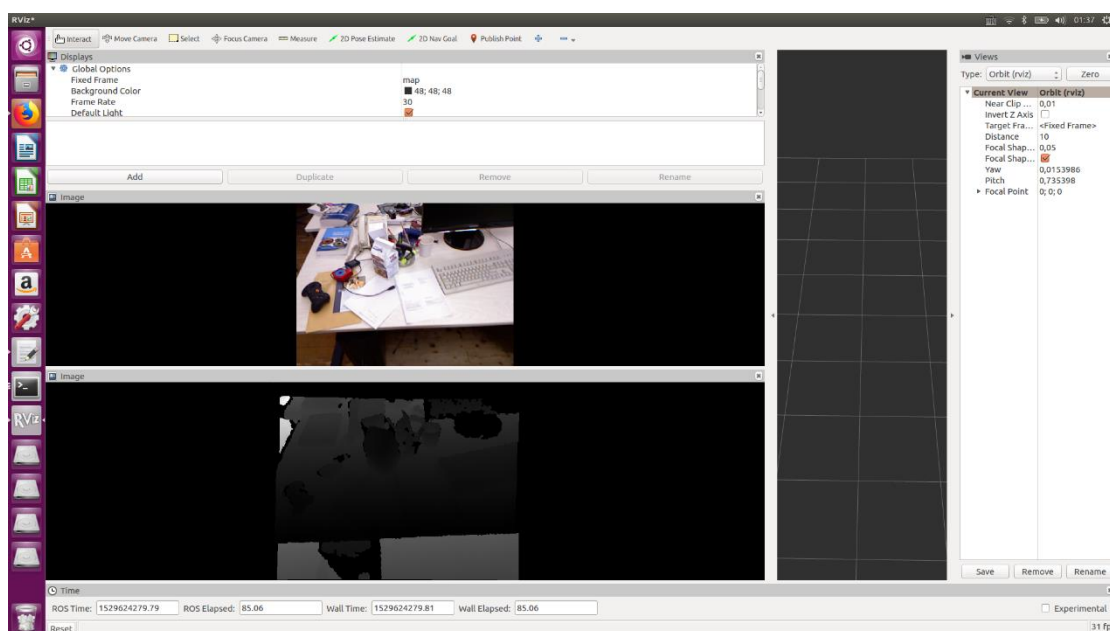 RViz*
01:37
Interact Move Camera Select Focus Camera Measure 2D Pose Estimate 2D Nav Goal Publish Point
Displays
Global Options
Fixed Frame map
Background Color 48; 48; 48
Frame Rate 30
Default Light
Add Duplicate Remove Rename
Image
Image
Views
Type: Orbit (rviz) Zero
Current View Orbit (rviz)
Near Clip ... 0,01
Invert Z Axis
Target Fra... <Fixed Frame>
Distance 10
Focal Shap... 0,05
Focal Shap...
Yaw 0,0153986
Pitch 0,735398
Focal Point 0; 0; 0
Save Remove Rename
Time
ROS Time: 1529624279.79 ROS Elapsed: 85.06 Wall Time: 1529624279.81 Wall Elapsed: 85.06 Experimental
Reset 31 fp
RViz